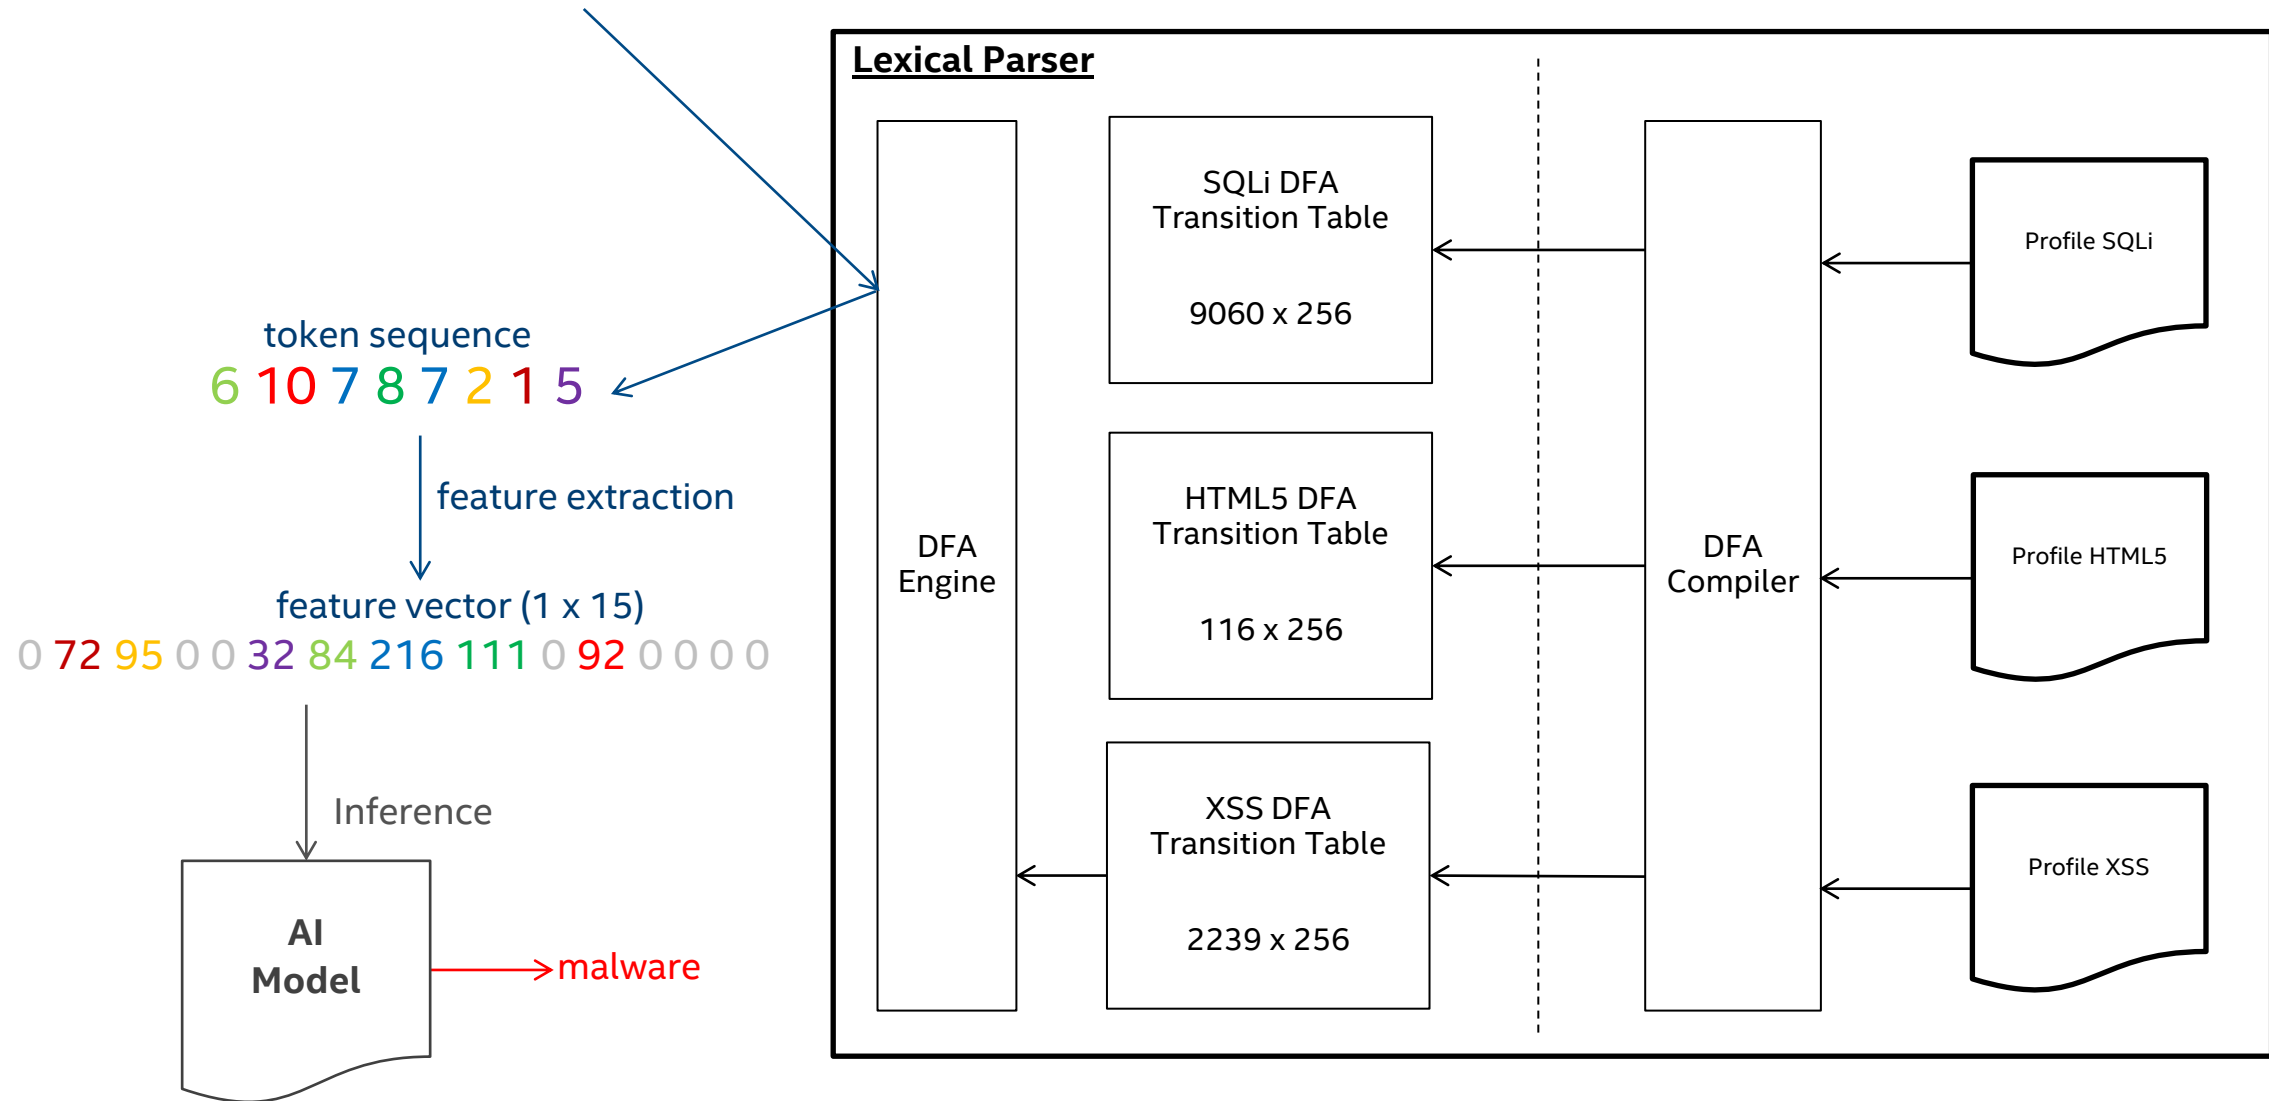 Lexical Parser
token sequence
6 10 7 8 7 2 1 5
feature extraction
feature vector (1 x 15)
0 72 95 0 0 32 84 216 111 0 92 0 0 0 0
Inference
AI
Model
malware
DFA
Engine
SQLi DFA
Transition Table
9060 x 256
HTML5 DFA
Transition Table
116 x 256
XSS DFA
Transition Table
2239 x 256
DFA
Compiler
Profile SQLi
Profile HTML5
Profile XSS